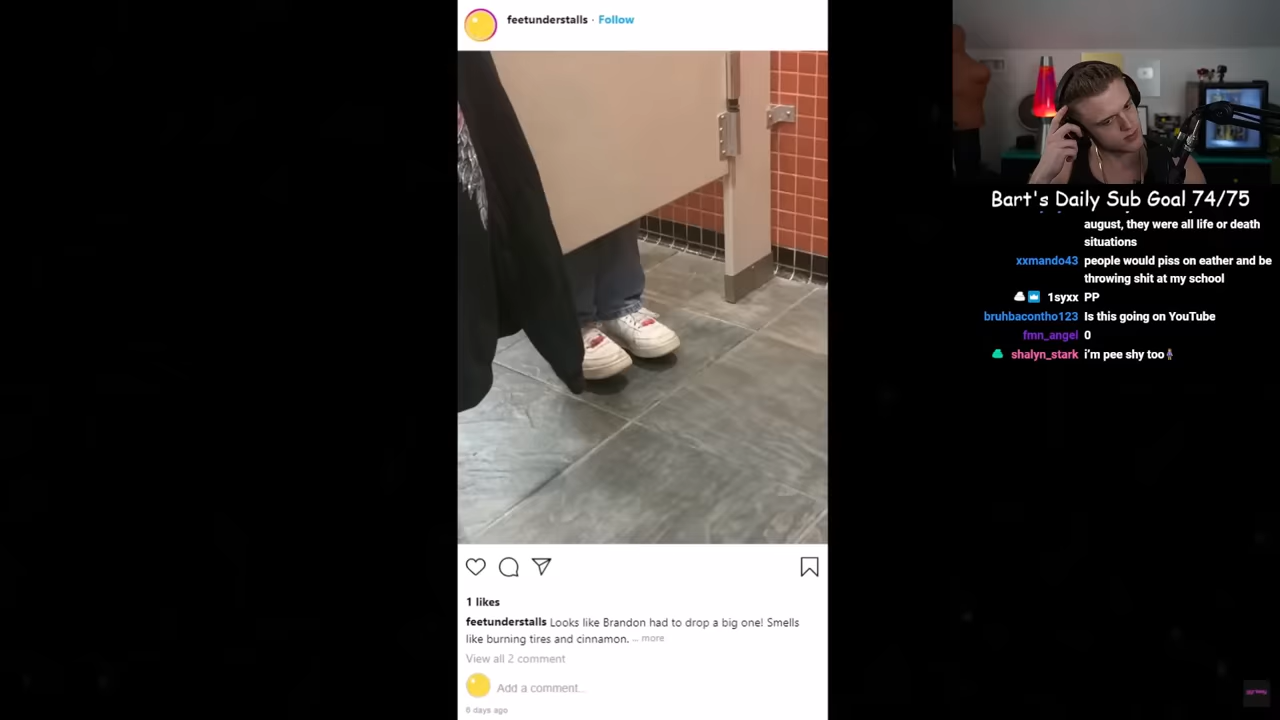 feetunderstalls · Follow
1 likes
feetunderstalls Looks like Brandon had to drop a big one! Smells
like burning tires and cinnamon. ... more
View all 2 comment
Add a comment...
8 days ago
Bart's Daily Sub Goal 74/75
august, they were all life or death
situations
xxmando43 people would piss on eather and be
throwing shit at my school
1syxx PP
bruhbacontho123 Is this going on YouTube
fmn_angel 0
shalyn_stark i'm pee shy too